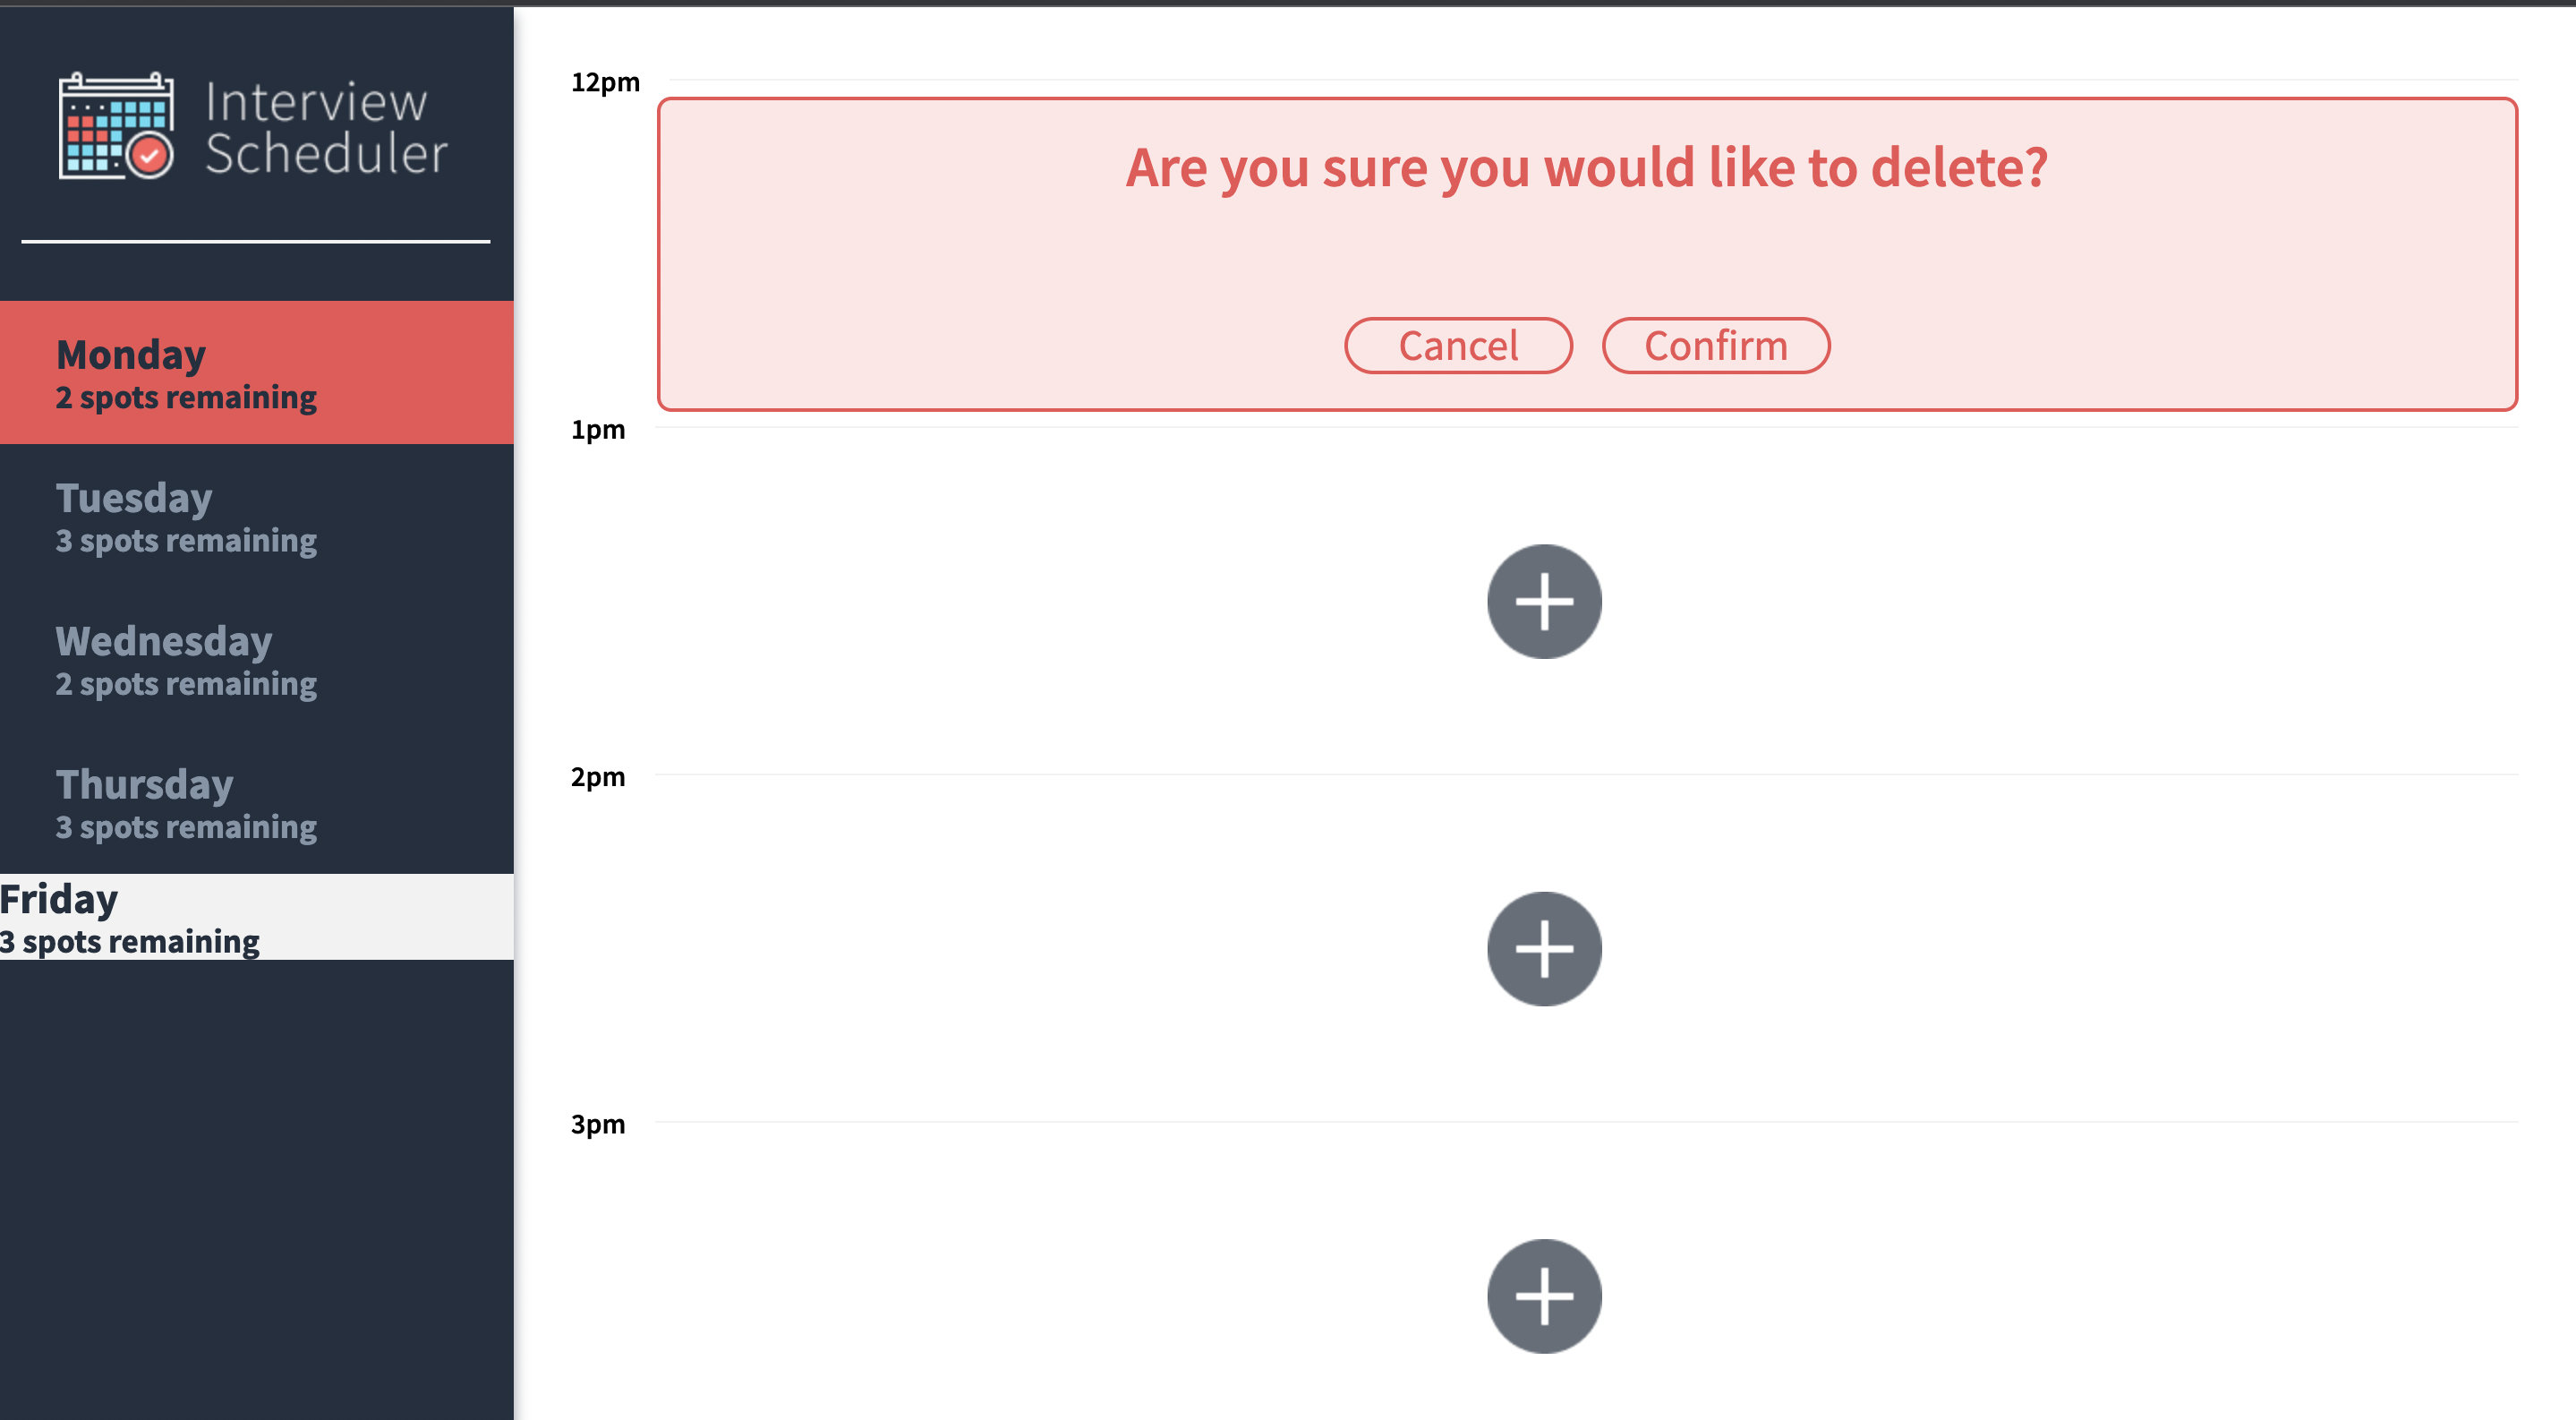 Interview
Scheduler
Monday
2 spots remaining
Tuesday
3 spots remaining
Wednesday
2 spots remaining
Thursday
3 spots remaining
Friday
3 spots remaining
12pm
Are you sure you would like to delete?
Cancel Confirm
1pm
2pm
3pm